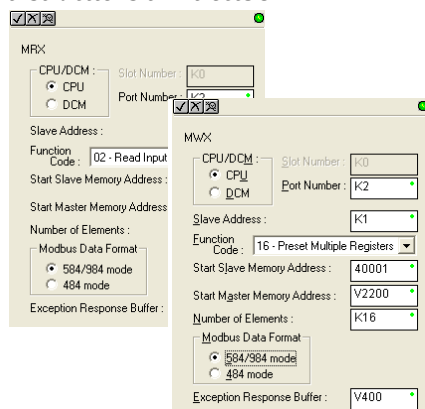 MRX
CPU/DCM :
Slot Number : K0
CPU
DCM
Port Number : K2
Slave Address :
Function Code : 02 - Read Input
Start Slave Memory Address :
Start Master Memory Address
Number of Elements :
Modbus Data Format
584/984 mode
484 mode
Exception Response Buffer :
MWX
CPU/DCM :
Slot Number : K0
CPU
DCM
Port Number : K2
Slave Address : K1
Function Code : 16 - Preset Multiple Registers
Start Slave Memory Address : 40001
Start Master Memory Address : V2200
Number of Elements : K16
Modbus Data Format
584/984 mode
484 mode
Exception Response Buffer : V400